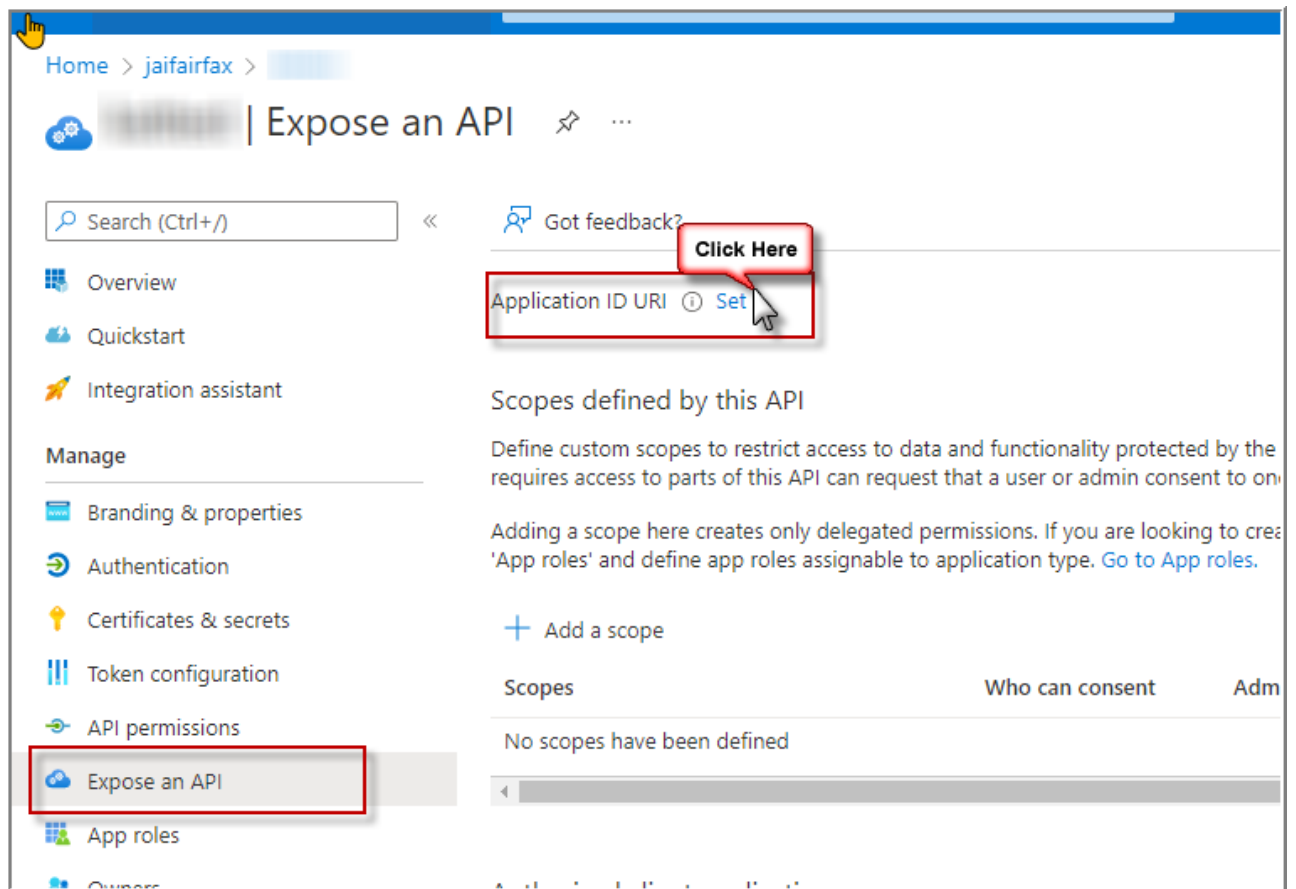 Home > jaifairfax >
| Expose an API ...
Search (Ctrl+/) «
Got feedback?
Click Here
Application ID URI Set
Overview
Quickstart
Integration assistant
Manage
Branding & properties
Authentication
Certificates & secrets
Token configuration
API permissions
Expose an API
App roles
Owners
Scopes defined by this API
Define custom scopes to restrict access to data and functionality protected by the
requires access to parts of this API can request that a user or admin consent to
Adding a scope here creates only delegated permissions. If you are looking to
'App roles' and define app roles assignable to application type. Go to App roles.
Add a scope
Scopes Who can consent Adm
No scopes have been defined